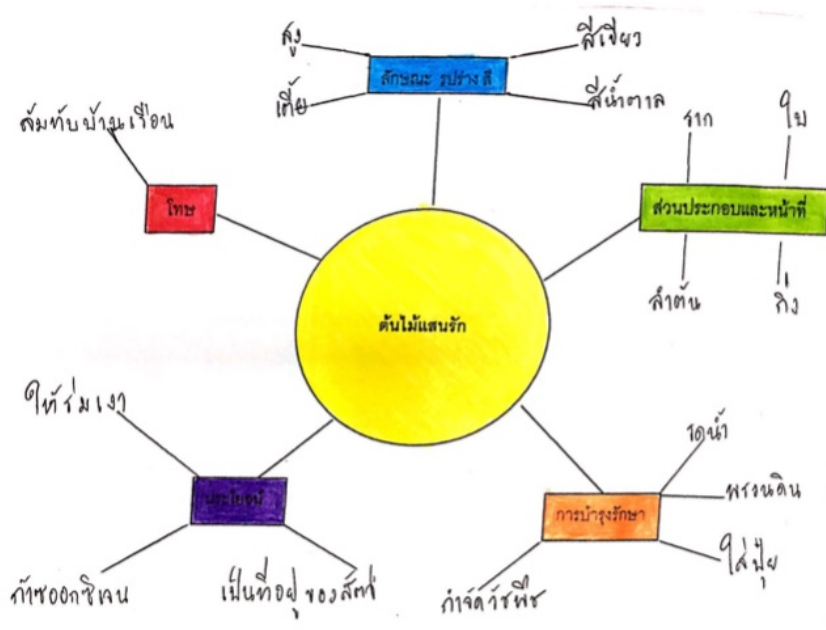 สูง
สีเขียว
ลักษณะ รูปร่าง สี
เตี้ย
สีน้ำตาล
ล้มทับบ้านเรือน
ราก
ใบ
โทษ
ส่วนประกอบและหน้าที่
ลำต้น
กิ่ง
ต้นไม้แสนรัก
ให้ร่มเงา
รดน้ำ
ประโยชน์
พรวนดิน
การบำรุงรักษา
ใส่ปุ๋ย
ก๊าซออกซิเจน
เป็นที่อยู่ของสัตว์
กำจัดวัชพืช